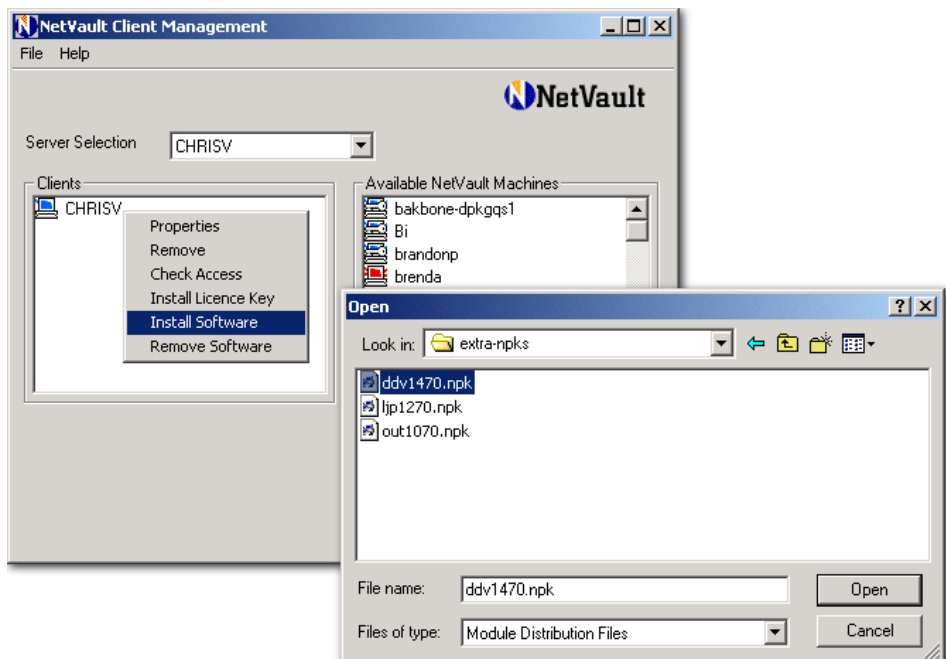 NetVault Client Management
File Help
NetVault
Server Selection CHRISV
Clients
CHRISV
Properties
Remove
Check Access
Install Licence Key
Install Software
Remove Software
Available NetVault Machines
bakbone-dpkgqs1
Bi
brandonp
brenda
Open
Look in: extra-npks
ddv1470.npk
ljp1270.npk
out1070.npk
File name: ddv1470.npk Open
Files of type: Module Distribution Files Cancel